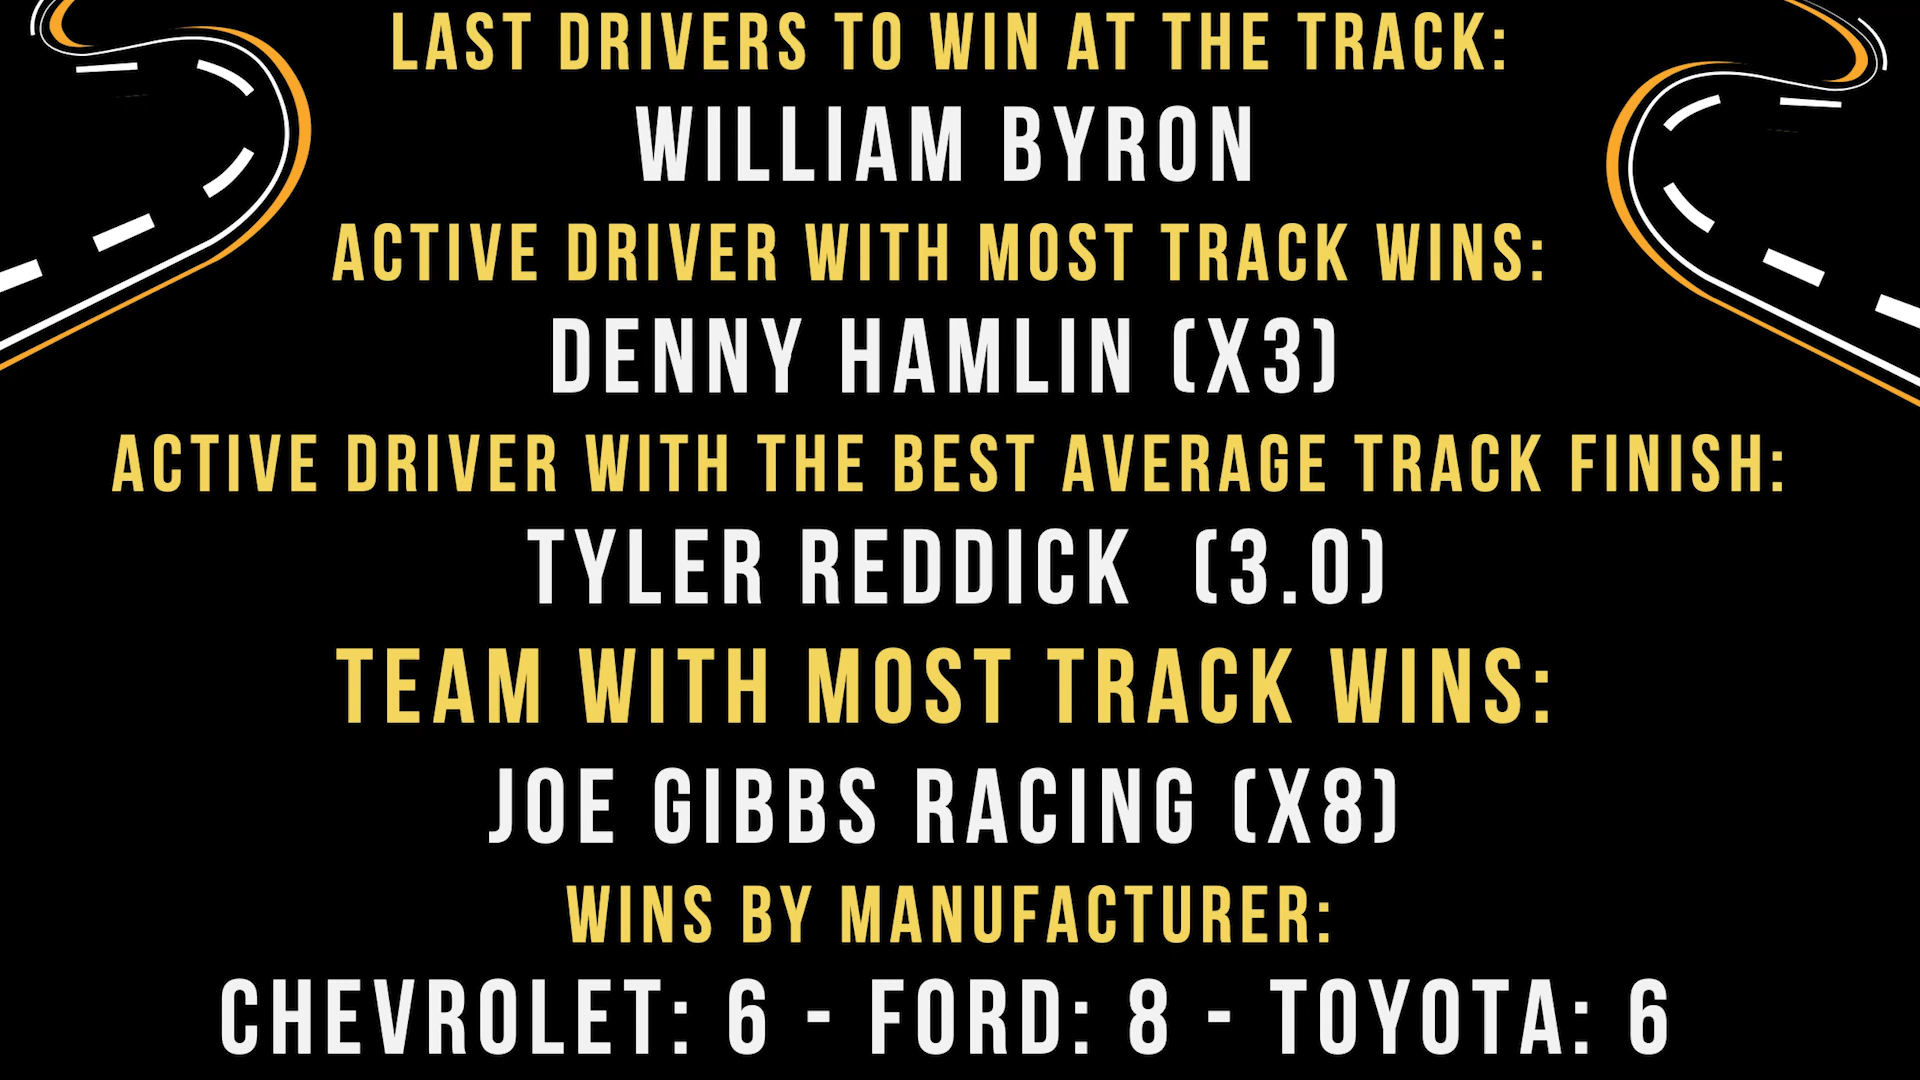 LAST DRIVERS TO WIN AT THE TRACK:
WILLIAM BYRON
ACTIVE DRIVER WITH MOST TRACK WINS:
DENNY HAMLIN (X3)
ACTIVE DRIVER WITH THE BEST AVERAGE TRACK FINISH:
TYLER REDDICK (3.0)
TEAM WITH MOST TRACK WINS:
JOE GIBBS RACING (X8)
WINS BY MANUFACTURER:
CHEVROLET: 6 - FORD: 8 - TOYOTA: 6